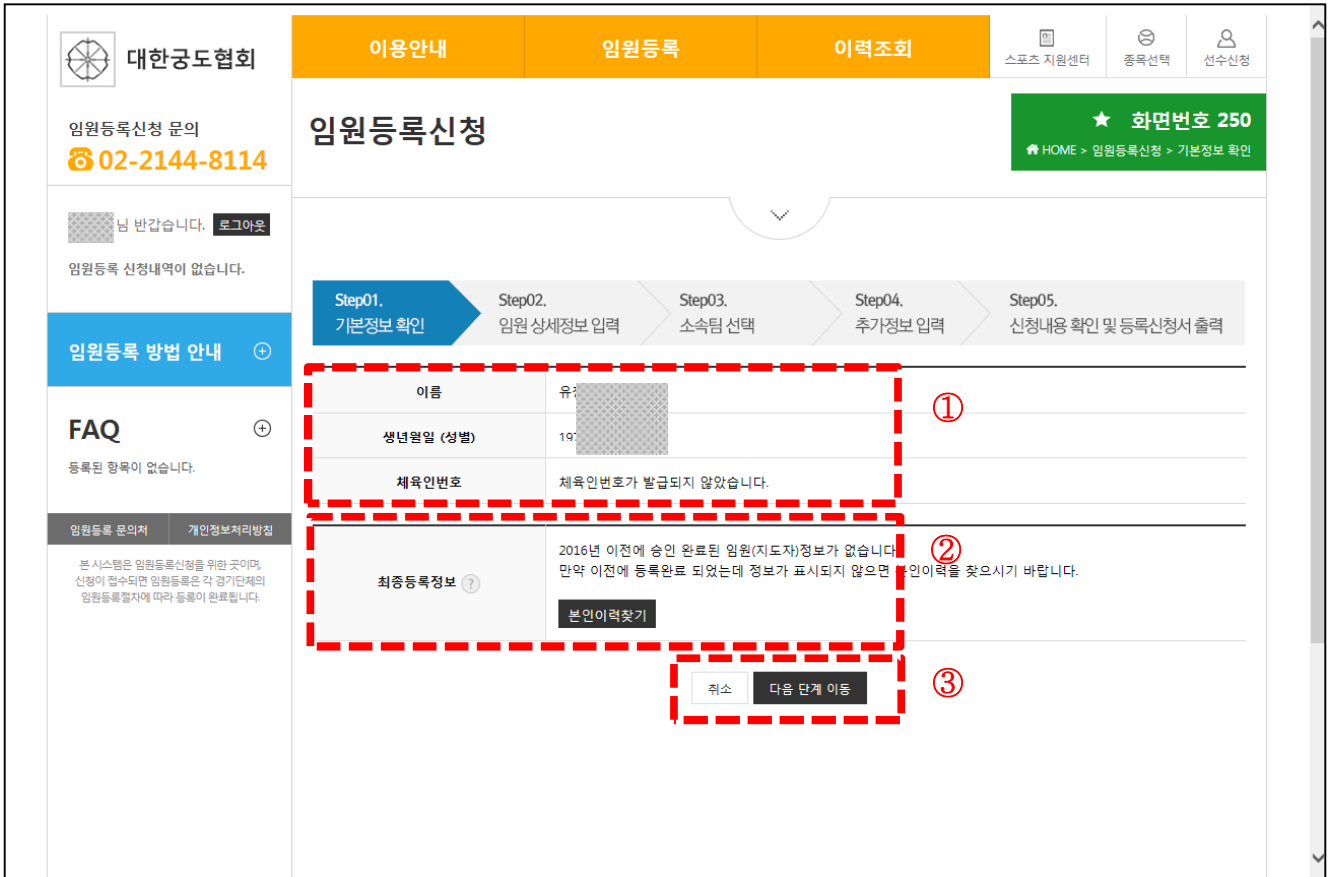 대한궁도협회
이용안내
임원등록
이력조회
스포츠 지원센터
종목선택
선수신청
임원등록신청 문의
02-2144-8114
임원등록신청
★ 화면번호 250
HOME > 임원등록신청 > 기본정보 확인
님 반갑습니다. 로그아웃
임원등록 신청내역이 없습니다.
임원등록 방법 안내
FAQ
등록된 항목이 없습니다.
임원등록 문의처
개인정보처리방침
본 시스템은 임원등록신청을 위한 곳이며,
신청이 접수되면 임원등록은 각 경기단체의
임원등록절차에 따라 등록이 완료됩니다.
Step01.
기본정보 확인
Step02.
임원 상세정보 입력
Step03.
소속팀 선택
Step04.
추가정보 입력
Step05.
신청내용 확인 및 등록신청서 출력
이름
유
①
생년월일 (성별)
197
체육인번호
체육인번호가 발급되지 않았습니다.
최종등록정보 ?
2016년 이전에 승인 완료된 임원(지도자)정보가 없습니다
②
만약 이전에 등록완료 되었는데 정보가 표시되지 않으면 본인이력을 찾으시기 바랍니다.
본인이력찾기
취소
다음 단계 이동
③